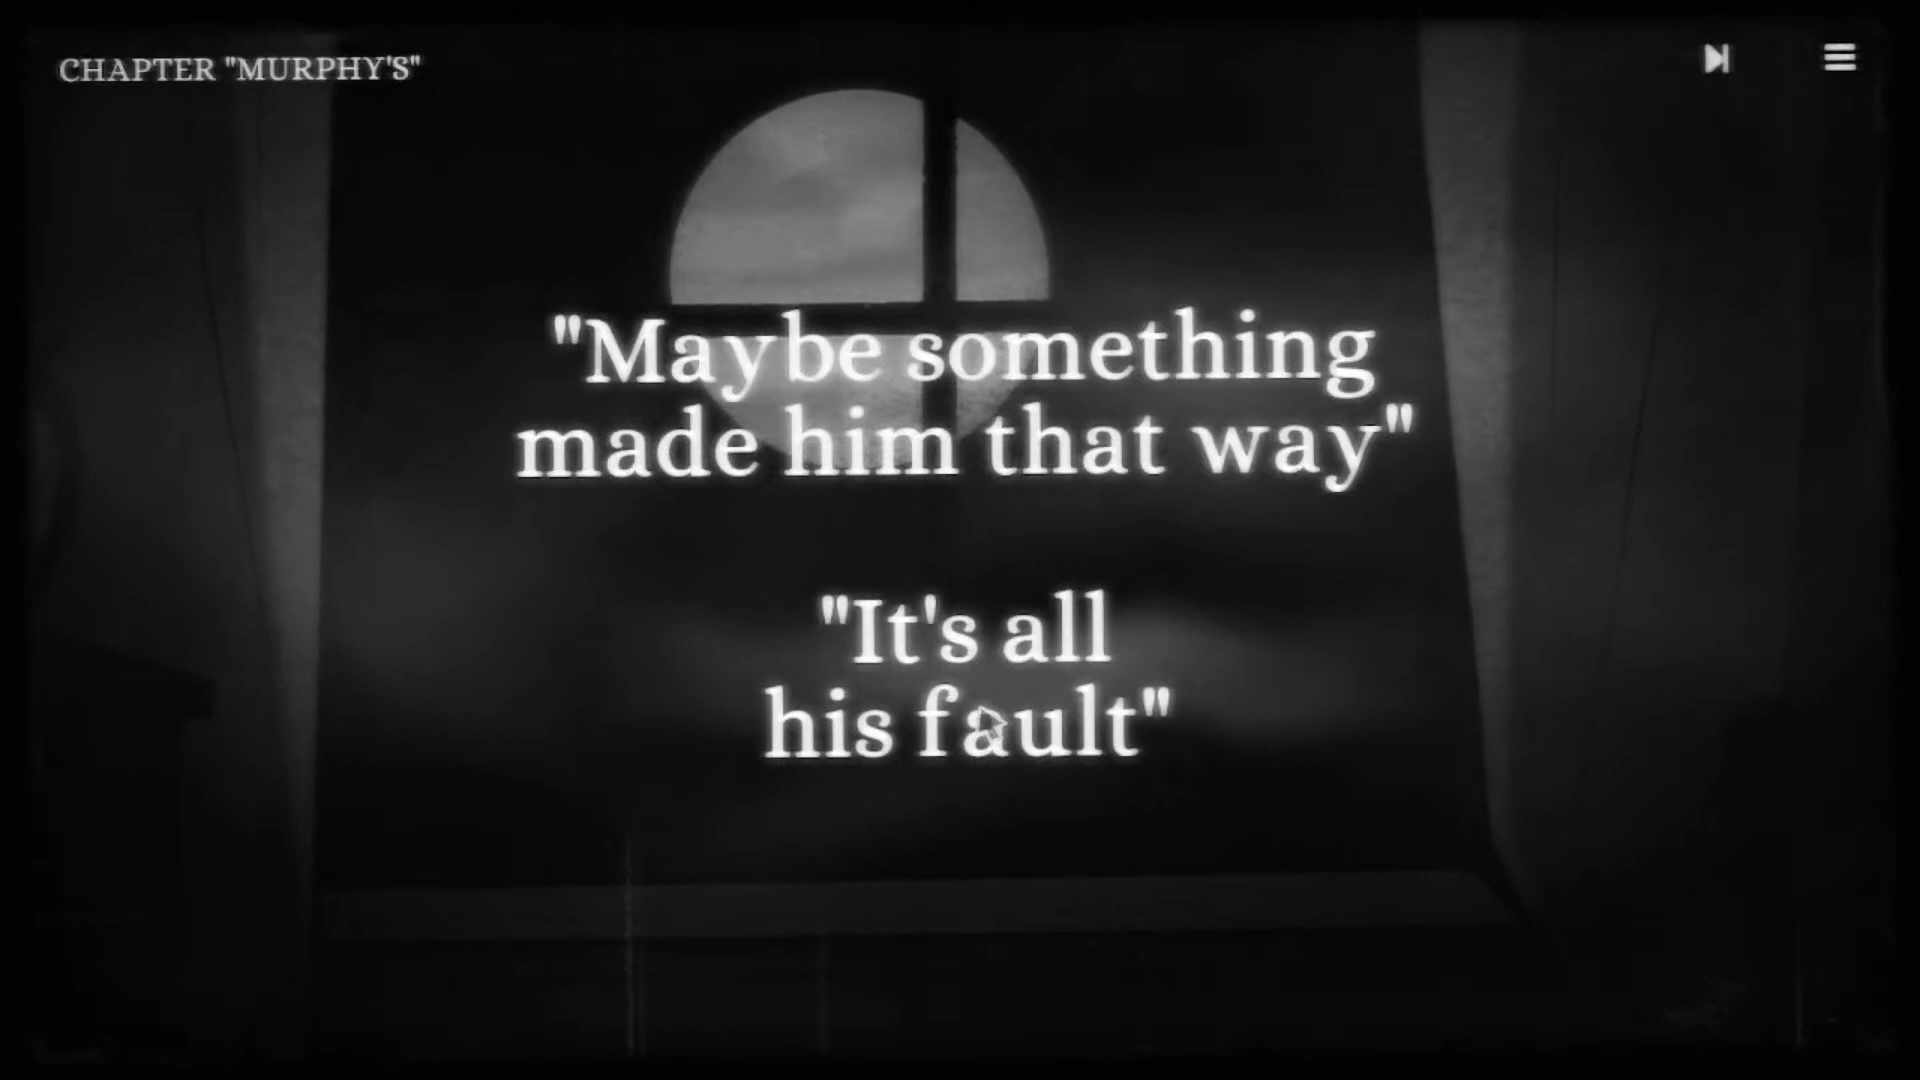 CHAPTER "MURPHY'S"
"Maybe something
made him that way"
"It's all
his fault"